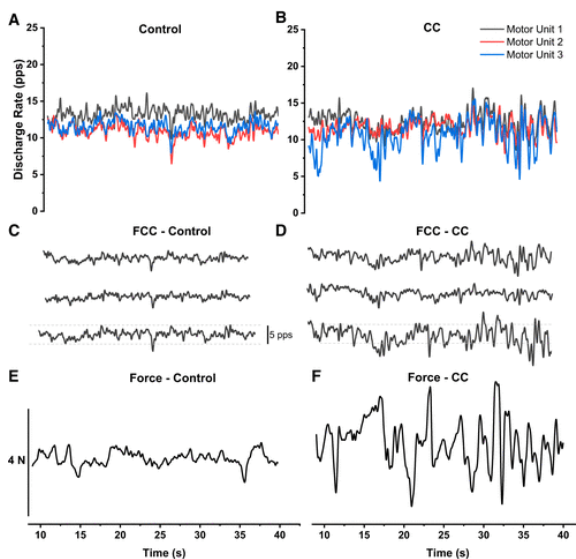 A
Control
B
CC
Motor Unit 1
Motor Unit 2
Motor Unit 3
Discharge Rate (pps)
25
20
15
10
5
0
25
20
15
10
5
0
C
FCC - Control
D
FCC - CC
5 pps
E
Force - Control
F
Force - CC
4 N
10 15 20 25 30 35 40
Time (s)
10 15 20 25 30 35 40
Time (s)